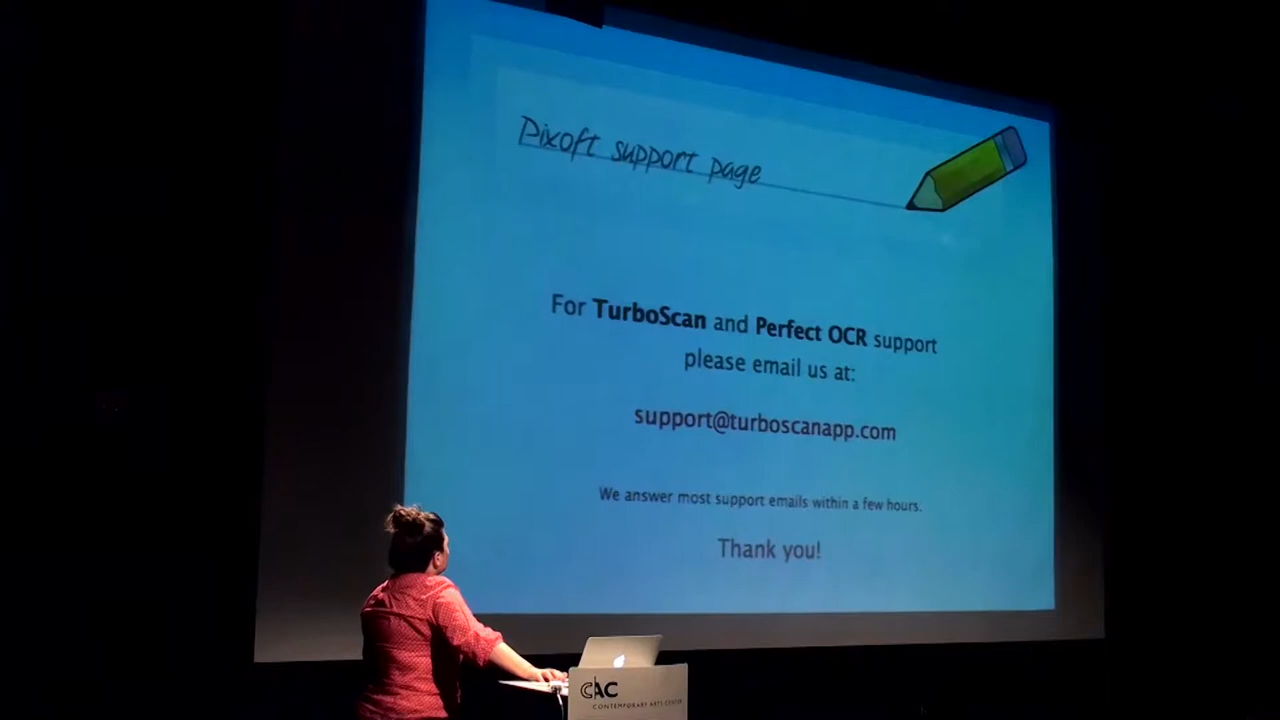 Pixoft support page
For TurboScan and Perfect OCR support
please email us at:
support@turboscanapp.com
We answer most support emails within a few hours.
Thank you!
CAC
CONTEMPORARY ARTS CENTER